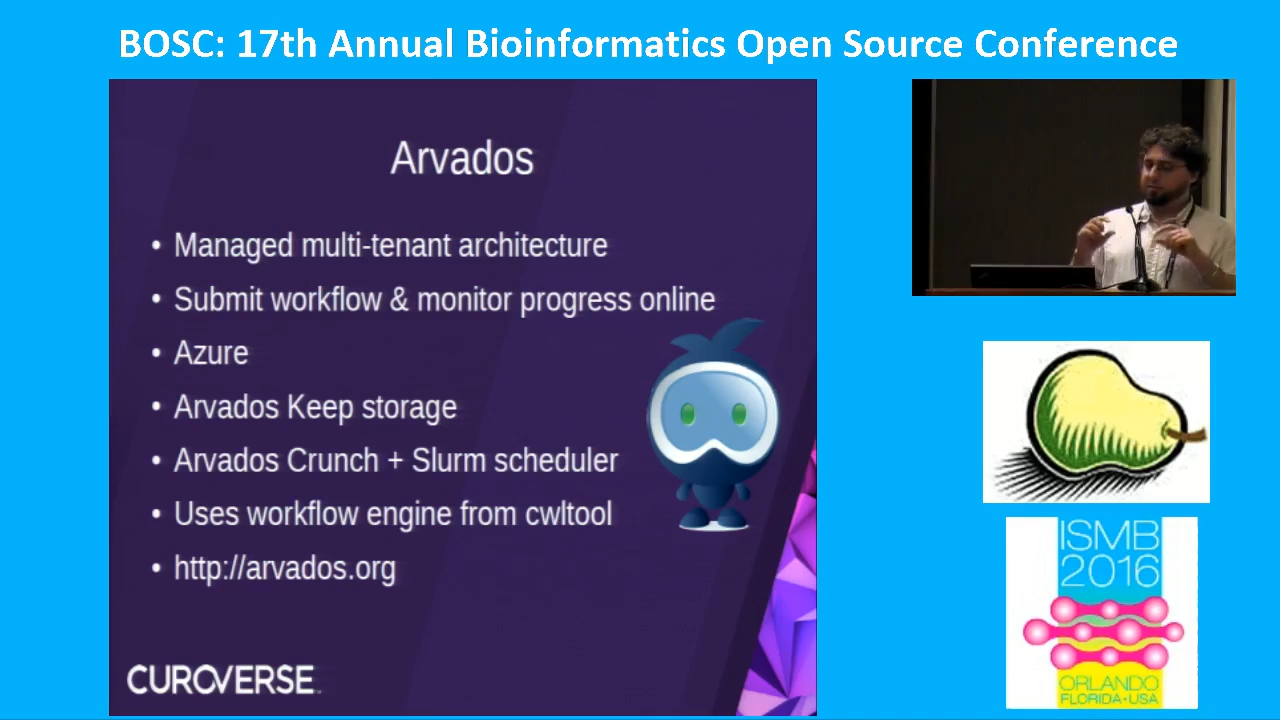 BOSC: 17th Annual Bioinformatics Open Source Conference
Arvados
• Managed multi-tenant architecture
• Submit workflow & monitor progress online
• Azure
• Arvados Keep storage
• Arvados Crunch + Slurm scheduler
• Uses workflow engine from cwltool
• http://arvados.org
CUROVERSE
ISMB
2016
ORLANDO
FLORIDA•USA